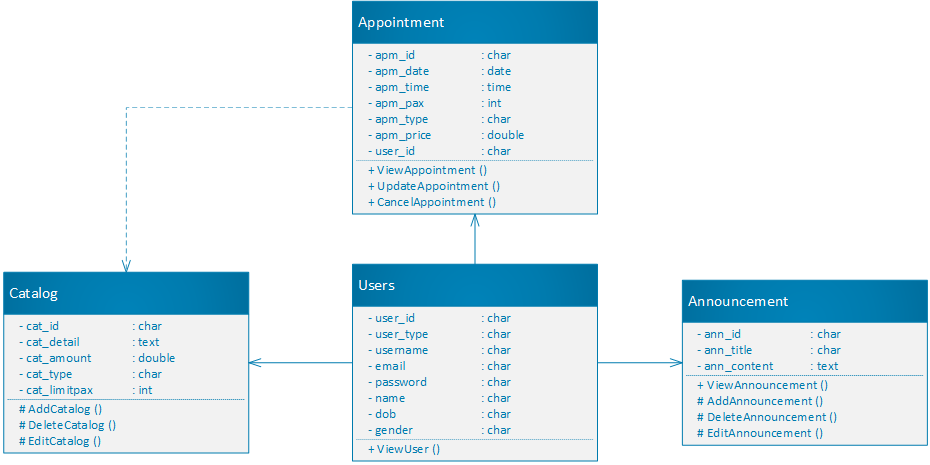 Appointment
- apm_id : char
- apm_date : date
- apm_time : time
- apm_pax : int
- apm_type : char
- apm_price : double
- user_id : char
+ ViewAppointment ()
+ UpdateAppointment ()
+ CancelAppointment ()
Catalog
- cat_id : char
- cat_detail : text
- cat_amount : double
- cat_type : char
- cat_limitpax : int
# AddCatalog ()
# DeleteCatalog ()
# EditCatalog ()
Users
- user_id : char
- user_type : char
- username : char
- email : char
- password : char
- name : char
- dob : char
- gender : char
+ ViewUser ()
Announcement
- ann_id : char
- ann_title : char
- ann_content : text
+ ViewAnnouncement ()
# AddAnnouncement ()
# DeleteAnnouncement ()
# EditAnnouncement ()